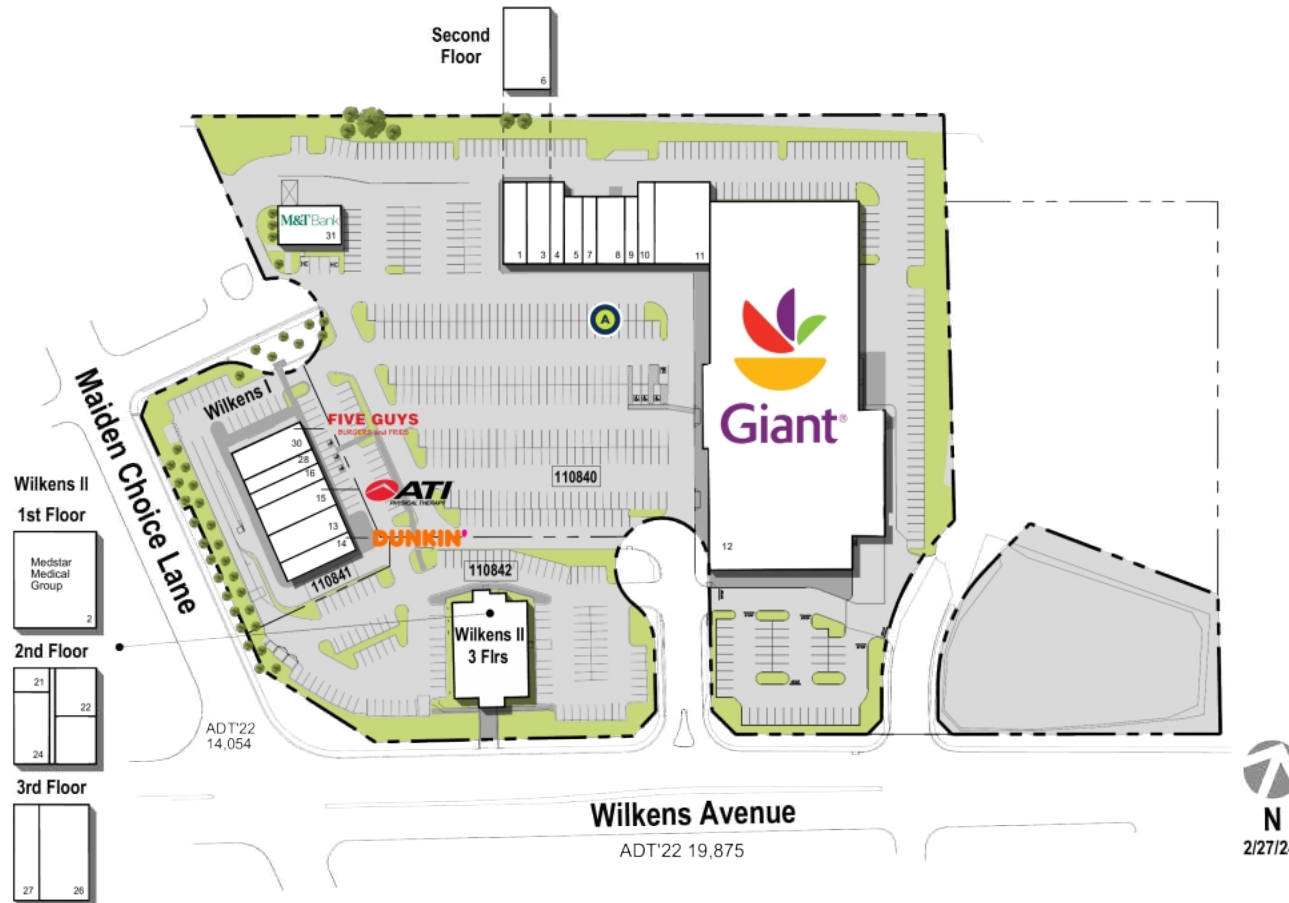 Second
Floor
6
M&T Bank
31
1
3
4
5
7
8
9
10
11
A
Giant®
12
Maiden Choice Lane
Wilkens I
FIVE GUYS
BURGERS and FRIES
30
28
16
15
13
14
ATI
PHYSICAL THERAPY
DUNKIN'
110840
110841
110842
Wilkens II
3 Flrs
Wilkens II
1st Floor
Medstar
Medical
Group
2
2nd Floor
21
22
24
3rd Floor
27
26
ADT'22
14,054
Wilkens Avenue
ADT'22 19,875
N